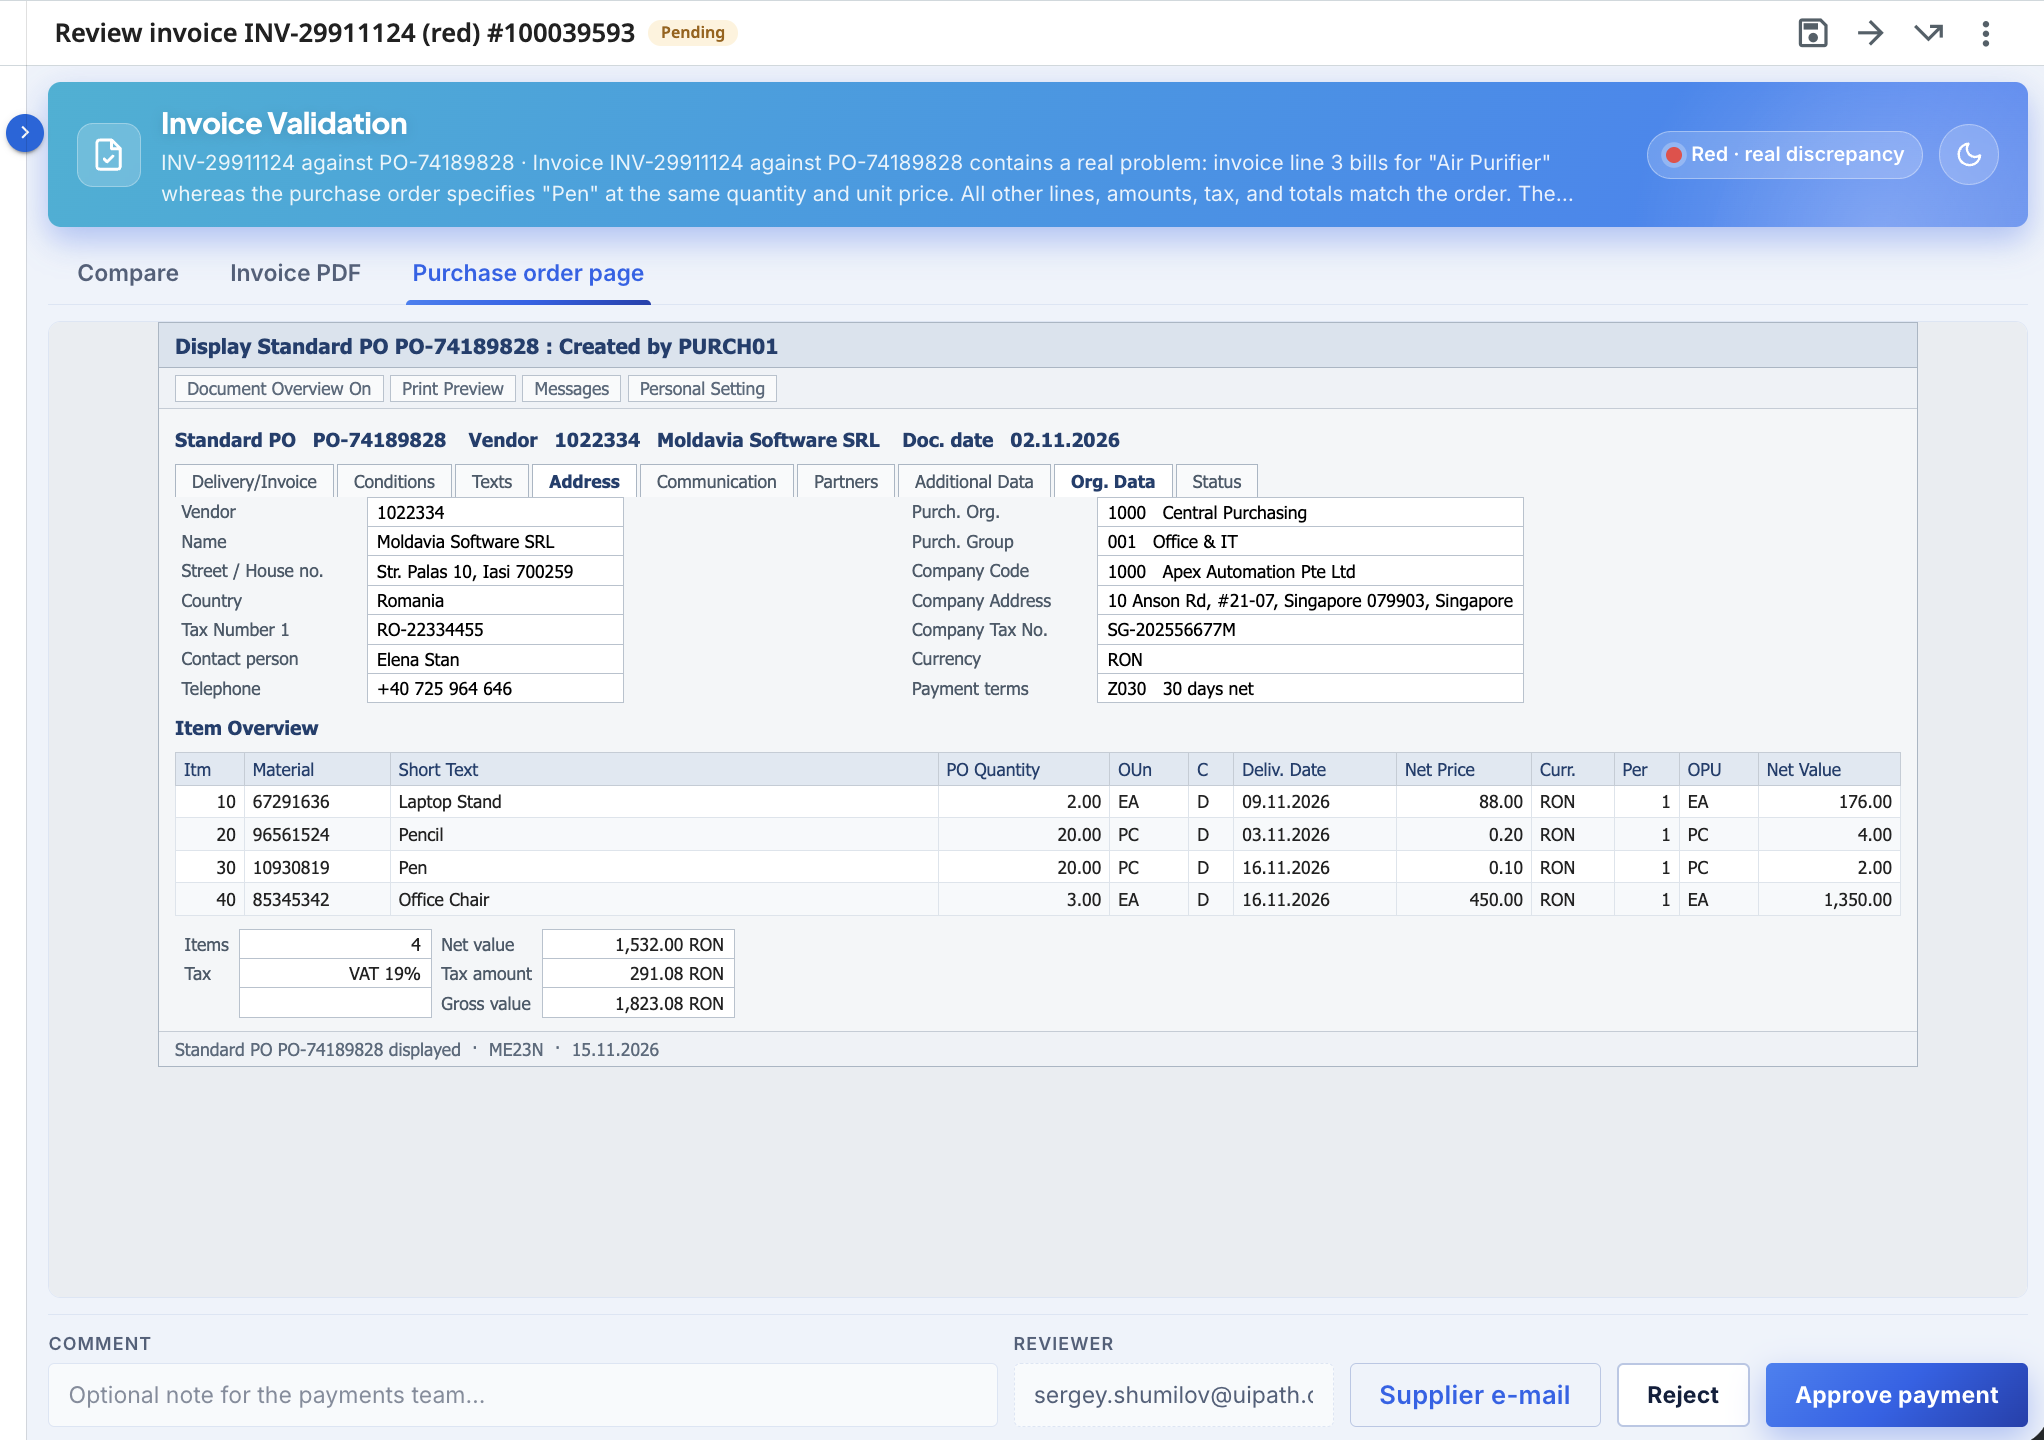 Review invoice INV-29911124 (red) #100039593 Pending
Invoice Validation
INV-29911124 against PO-74189828 · Invoice INV-29911124 against PO-74189828 contains a real problem: invoice line 3 bills for "Air Purifier"
whereas the purchase order specifies "Pen" at the same quantity and unit price. All other lines, amounts, tax, and totals match the order. The...
Red · real discrepancy
Compare Invoice PDF Purchase order page
Display Standard PO PO-74189828 : Created by PURCH01
Document Overview On Print Preview Messages Personal Setting
Standard PO PO-74189828 Vendor 1022334 Moldavia Software SRL Doc. date 02.11.2026
Delivery/Invoice Conditions Texts Address Communication Partners Additional Data Org. Data Status
Vendor 1022334 Purch. Org. 1000 Central Purchasing
Name Moldavia Software SRL Purch. Group 001 Office & IT
Street / House no. Str. Palas 10, Iasi 700259 Company Code 1000 Apex Automation Pte Ltd
Country Romania Company Address 10 Anson Rd, #21-07, Singapore 079903, Singapore
Tax Number 1 RO-22334455 Company Tax No. SG-202556677M
Contact person Elena Stan Currency RON
Telephone +40 725 964 646 Payment terms Z030 30 days net
Item Overview
Itm Material Short Text PO Quantity OUn C Deliv. Date Net Price Curr. Per OPU Net Value
10 67291636 Laptop Stand 2.00 EA D 09.11.2026 88.00 RON 1 EA 176.00
20 96561524 Pencil 20.00 PC D 03.11.2026 0.20 RON 1 PC 4.00
30 10930819 Pen 20.00 PC D 16.11.2026 0.10 RON 1 PC 2.00
40 85345342 Office Chair 3.00 EA D 16.11.2026 450.00 RON 1 EA 1,350.00
Items 4 Net value 1,532.00 RON
Tax VAT 19% Tax amount 291.08 RON
Gross value 1,823.08 RON
Standard PO PO-74189828 displayed · ME23N · 15.11.2026
COMMENT REVIEWER
Optional note for the payments team... sergey.shumilov@uipath.c Supplier e-mail Reject Approve payment